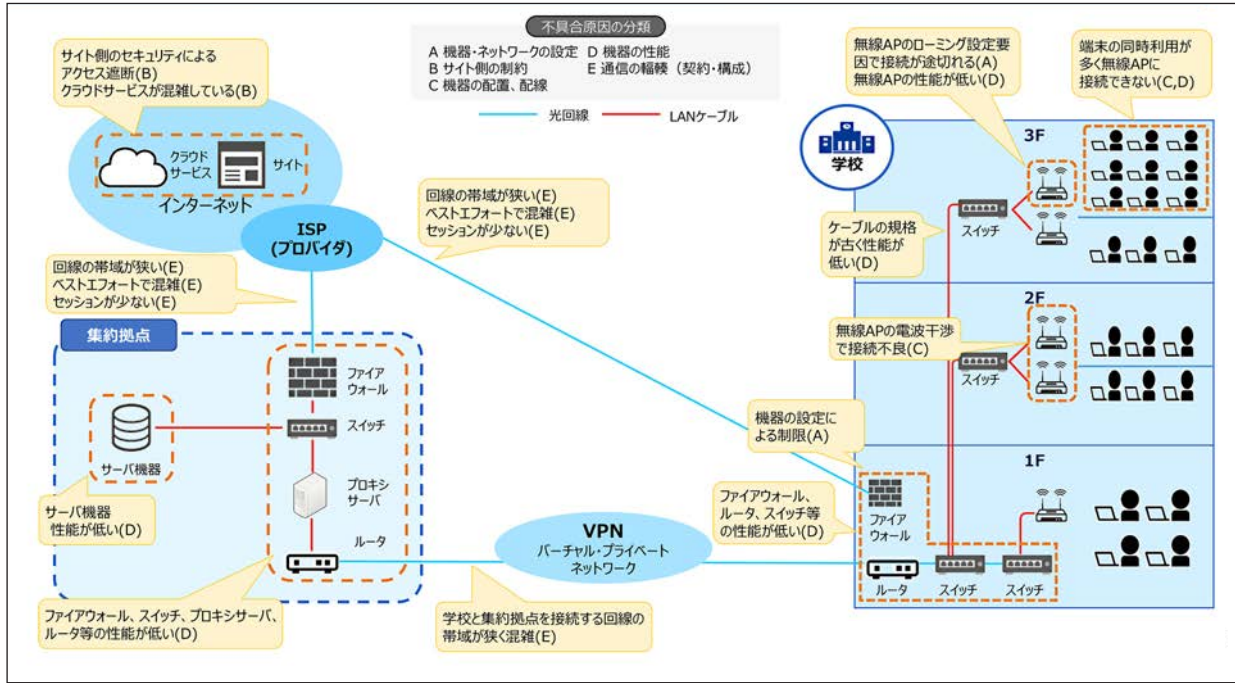 不具合原因の分類
A 機器・ネットワークの設定 D 機器の性能
B サイト側の制約 E 通信の輻輳（契約・構成）
C 機器の配置、配線
光回線
LANケーブル
サイト側のセキュリティによる
アクセス遮断(B)
クラウドサービスが混雑している(B)
クラウド
サービス
サイト
インターネット
ISP
(プロバイダ)
回線の帯域が狭い(E)
ベストエフォートで混雑(E)
セッションが少ない(E)
回線の帯域が狭い(E)
ベストエフォートで混雑(E)
セッションが少ない(E)
集約拠点
ファイア
ウォール
スイッチ
サーバ機器
プロキシ
サーバ
ルータ
サーバ機器
性能が低い(D)
ファイアウォール、スイッチ、プロキシサーバ、
ルータ等の性能が低い(D)
VPN
バーチャル・プライベート
ネットワーク
学校と集約拠点を接続する回線の
帯域が狭く混雑(E)
無線APのローミング設定要
因で接続が途切れる(A)
無線APの性能が低い(D)
端末の同時利用が
多く無線APに
接続できない(C,D)
学校
3F
スイッチ
ケーブルの規格
が古く性能が
低い(D)
2F
無線APの電波干渉
で接続不良(C)
スイッチ
機器の設定に
よる制限(A)
1F
ファイアウォール、
ルータ、スイッチ等
の性能が低い(D)
ファイア
ウォール
ルータ
スイッチ
スイッチ